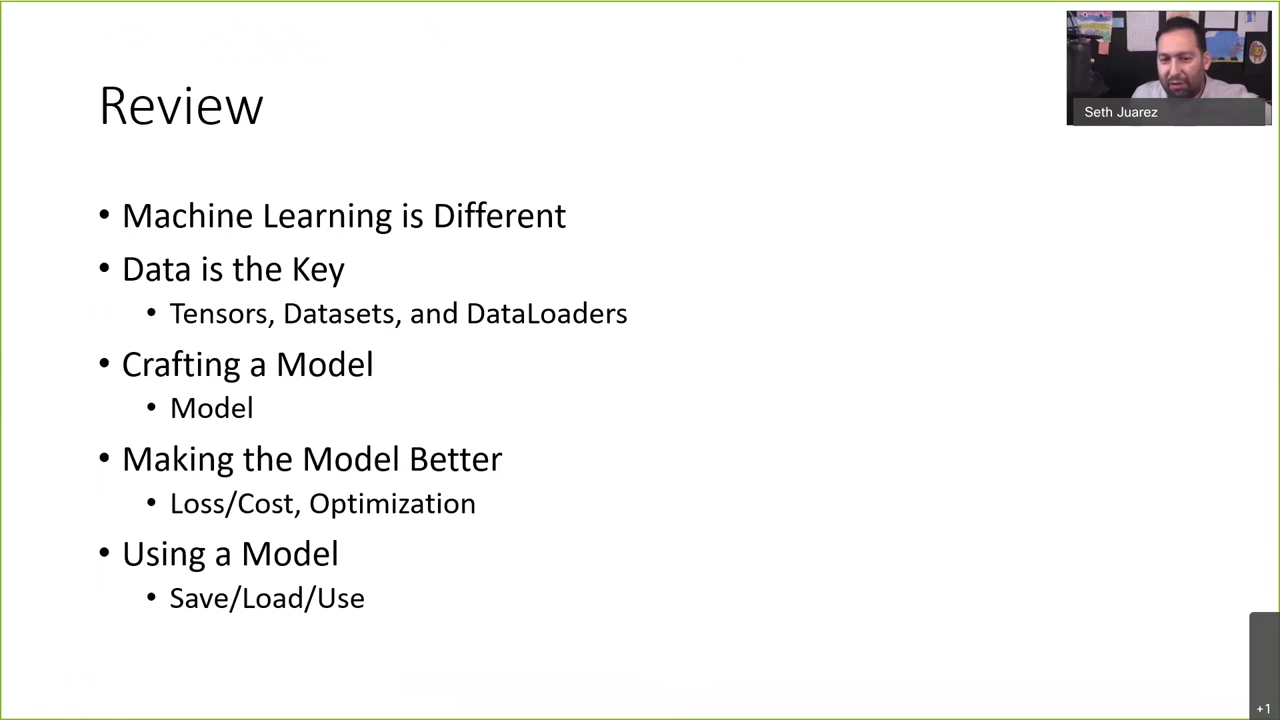 Review
• Machine Learning is Different
• Data is the Key
• Tensors, Datasets, and DataLoaders
• Crafting a Model
• Model
• Making the Model Better
• Loss/Cost, Optimization
• Using a Model
• Save/Load/Use
Seth Juarez
+1